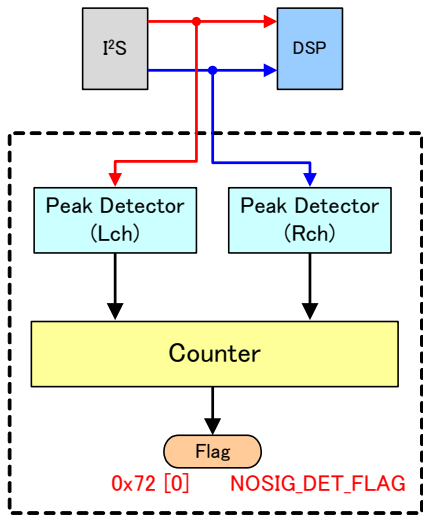 I²S
DSP
Peak Detector
(Lch)
Peak Detector
(Rch)
Counter
Flag
0x72 [0] NOSIG_DET_FLAG